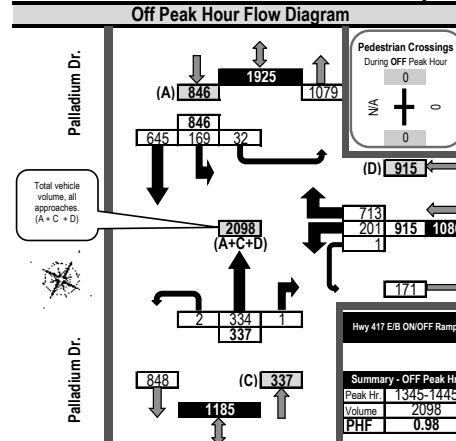 Off Peak Hour Flow Diagram
Palladium Dr.
1925
(A) 846
1079
Pedestrian Crossings
During OFF Peak Hour
0
N/A
0
0
846
645 169 32
(D) 915
Total vehicle
volume, all
approaches.
(A + C + D)
2098
(A+C+D)
713
201 915
1
171
2 334 1
337
Hwy 417 E/B ON/OFF Ramp
Palladium Dr.
848
(C) 337
1185
Summary - OFF Peak Hr
Peak Hr. 1345-1445
Volume 2098
PHF 0.98